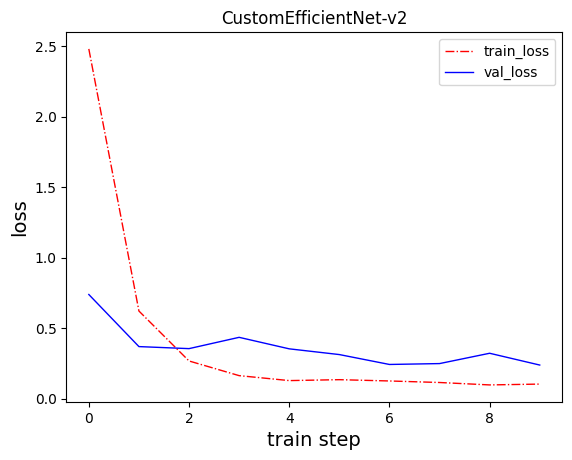 CustomEfficientNet-v2
train_loss
val_loss
2.5
2.0
1.5
1.0
0.5
0.0
loss
0 2 4 6 8
train step